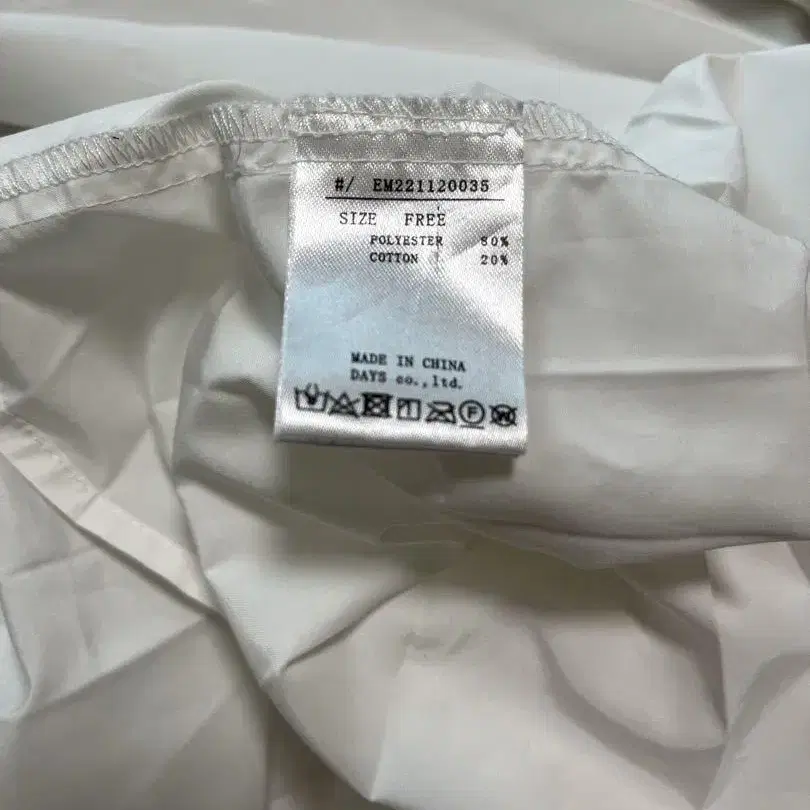 #/ EM221120035
SIZE FREE
POLYESTER 80%
COTTON 20%
MADE IN CHINA
DAYS co.,ltd.
F W